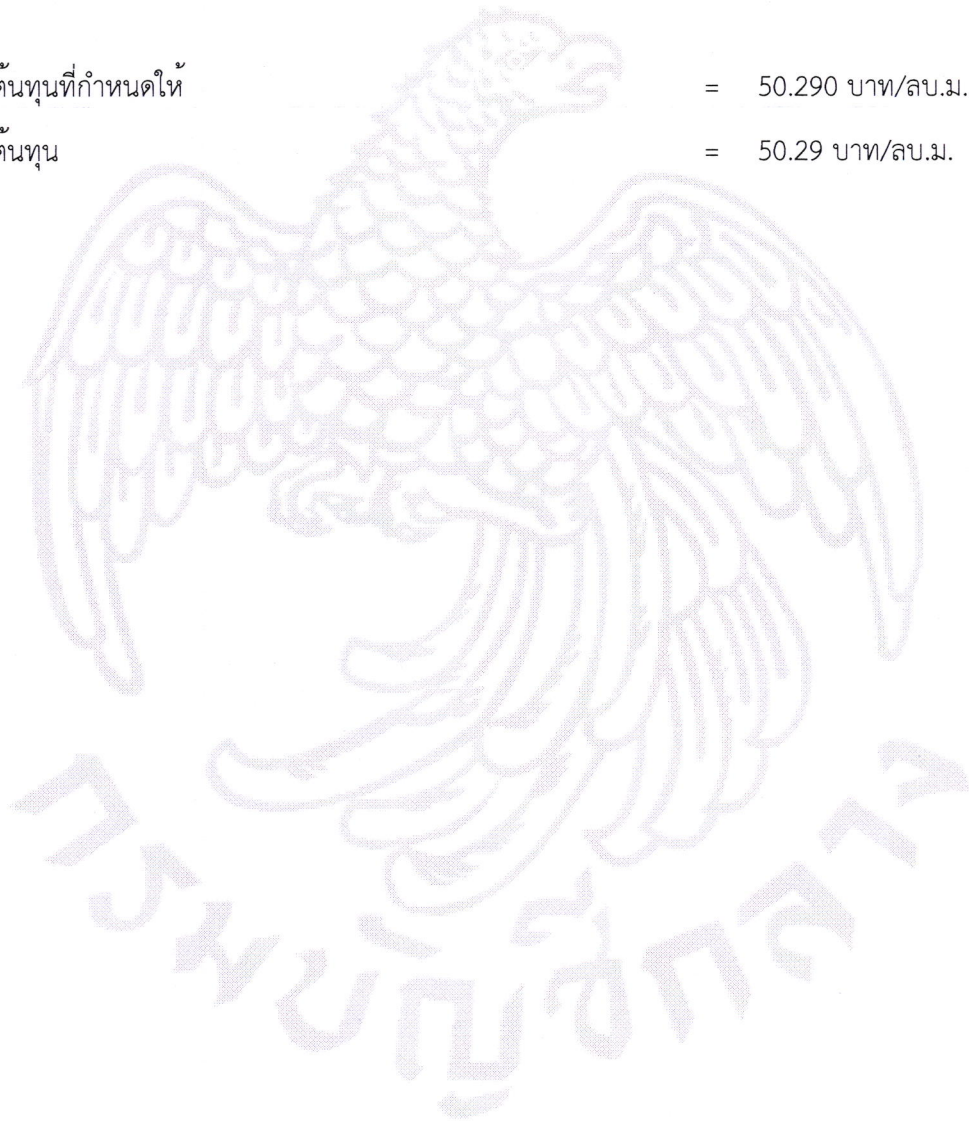 ต้นทุนที่กำหนดให้ = 50.290 บาท/ลบ.ม.
ต้นทุน = 50.29 บาท/ลบ.ม.
กรมบัญชีกลาง